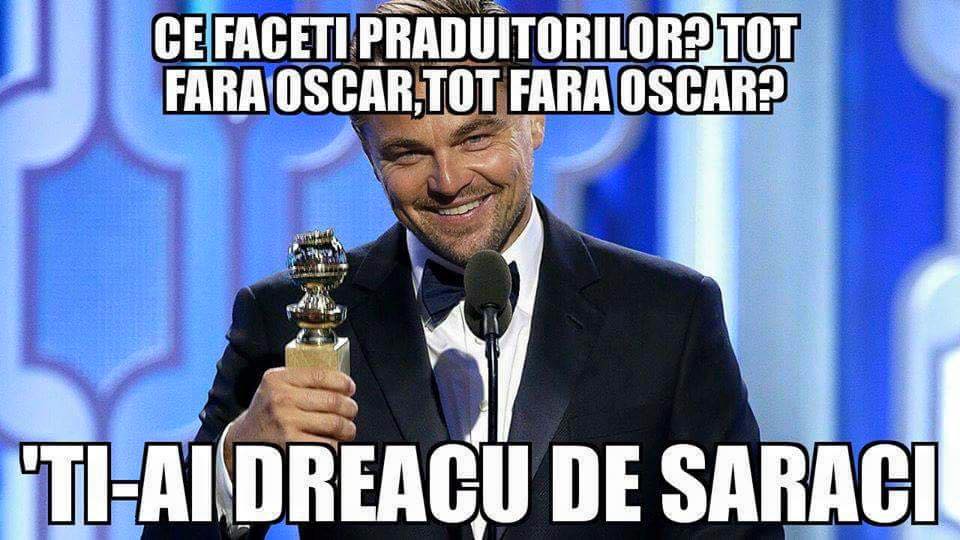 CE FACETI PRADUITORILOR? TOT
FARA OSCAR,TOT FARA OSCAR?
'TI-AI DREACU DE SARACI